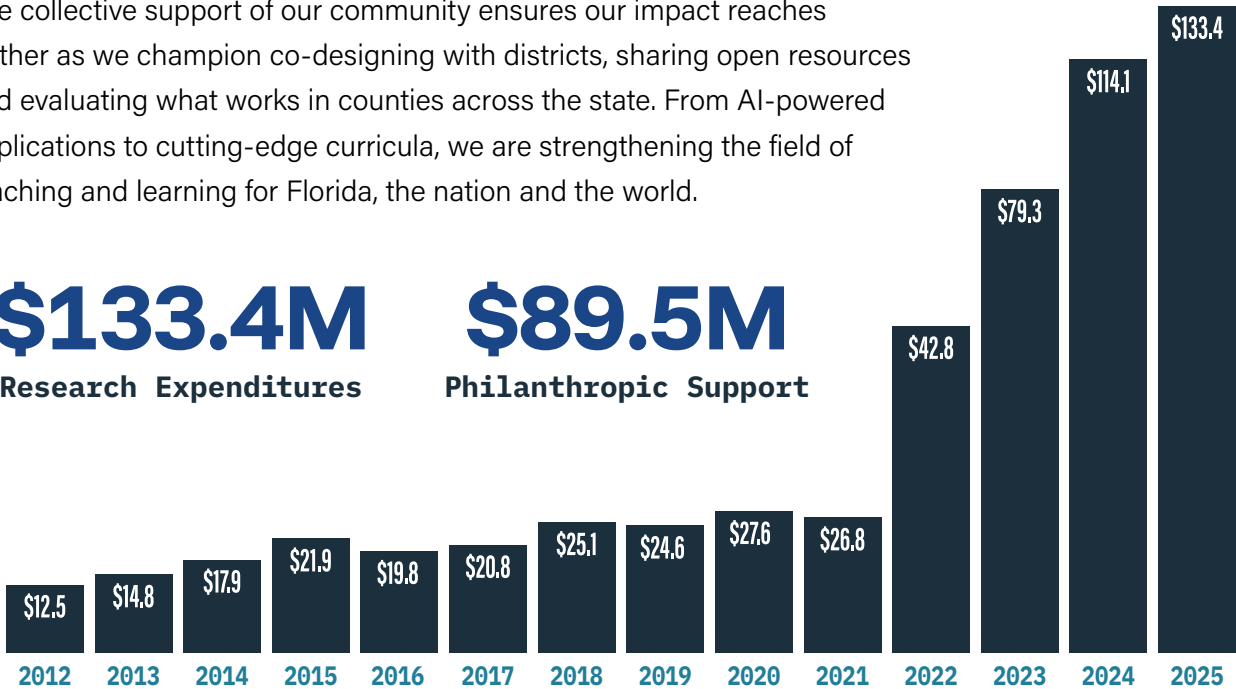 e collective support of our community ensures our impact reaches
ther as we champion co-designing with districts, sharing open resources
d evaluating what works in counties across the state. From AI-powered
plications to cutting-edge curricula, we are strengthening the field of
aching and learning for Florida, the nation and the world.
$133.4M
Research Expenditures
$89.5M
Philanthropic Support
$12.5
$14.8
$17.9
$21.9
$19.8
$20.8
$25.1
$24.6
$27.6
$26.8
$42.8
$79.3
$114.1
$133.4
2012 2013 2014 2015 2016 2017 2018 2019 2020 2021 2022 2023 2024 2025